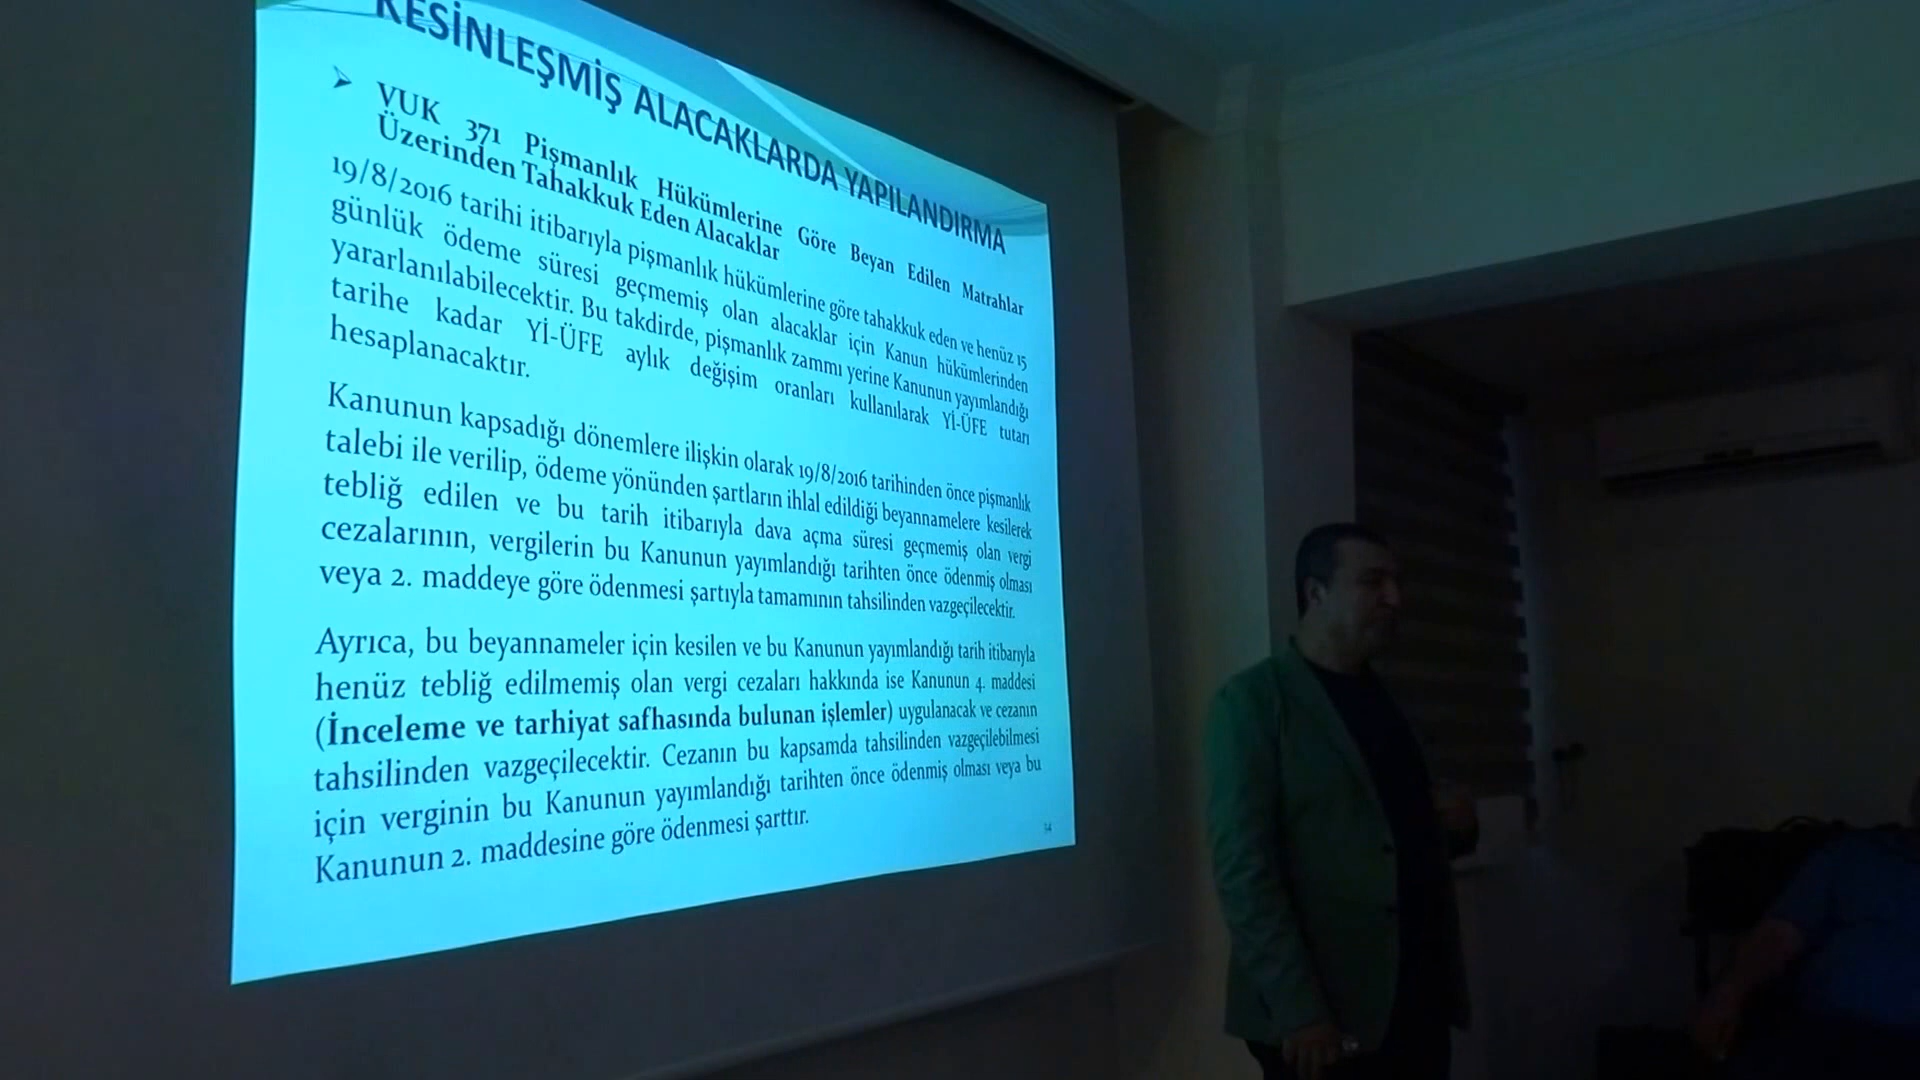 KESİNLEŞMİŞ ALACAKLARDA YAPILANDIRMA
➢ VUK 371 Pişmanlık Hükümlerine Göre Beyan Edilen Matrahlar
Üzerinden Tahakkuk Eden Alacaklar
19/8/2016 tarihi itibarıyla pişmanlık hükümlerine göre tahakkuk eden ve henüz 15
günlük ödeme süresi geçmemiş olan alacaklar için Kanun hükümlerinden
yararlanılabilecektir. Bu takdirde, pişmanlık zammı yerine Kanunun yayımlandığı
tarihe kadar Yİ-ÜFE aylık değişim oranları kullanılarak Yİ-ÜFE tutarı
hesaplanacaktır.
Kanunun kapsadığı dönemlere ilişkin olarak 19/8/2016 tarihinden önce pişmanlık
talebi ile verilip, ödeme yönünden şartların ihlal edildiği beyannamelere kesilerek
tebliğ edilen ve bu tarih itibarıyla dava açma süresi geçmemiş olan vergi
cezalarının, vergilerin bu Kanunun yayımlandığı tarihten önce ödenmiş olması
veya 2. maddeye göre ödenmesi şartıyla tamamının tahsilinden vazgeçilecektir.
Ayrıca, bu beyannameler için kesilen ve bu Kanunun yayımlandığı tarih itibarıyla
henüz tebliğ edilmemiş olan vergi cezaları hakkında ise Kanunun 4. maddesi
(İnceleme ve tarhiyat safhasında bulunan işlemler) uygulanacak ve cezanın
tahsilinden vazgeçilecektir. Cezanın bu kapsamda tahsilinden vazgeçilebilmesi
için verginin bu Kanunun yayımlandığı tarihten önce ödenmiş olması veya bu
Kanunun 2. maddesine göre ödenmesi şarttır.
34